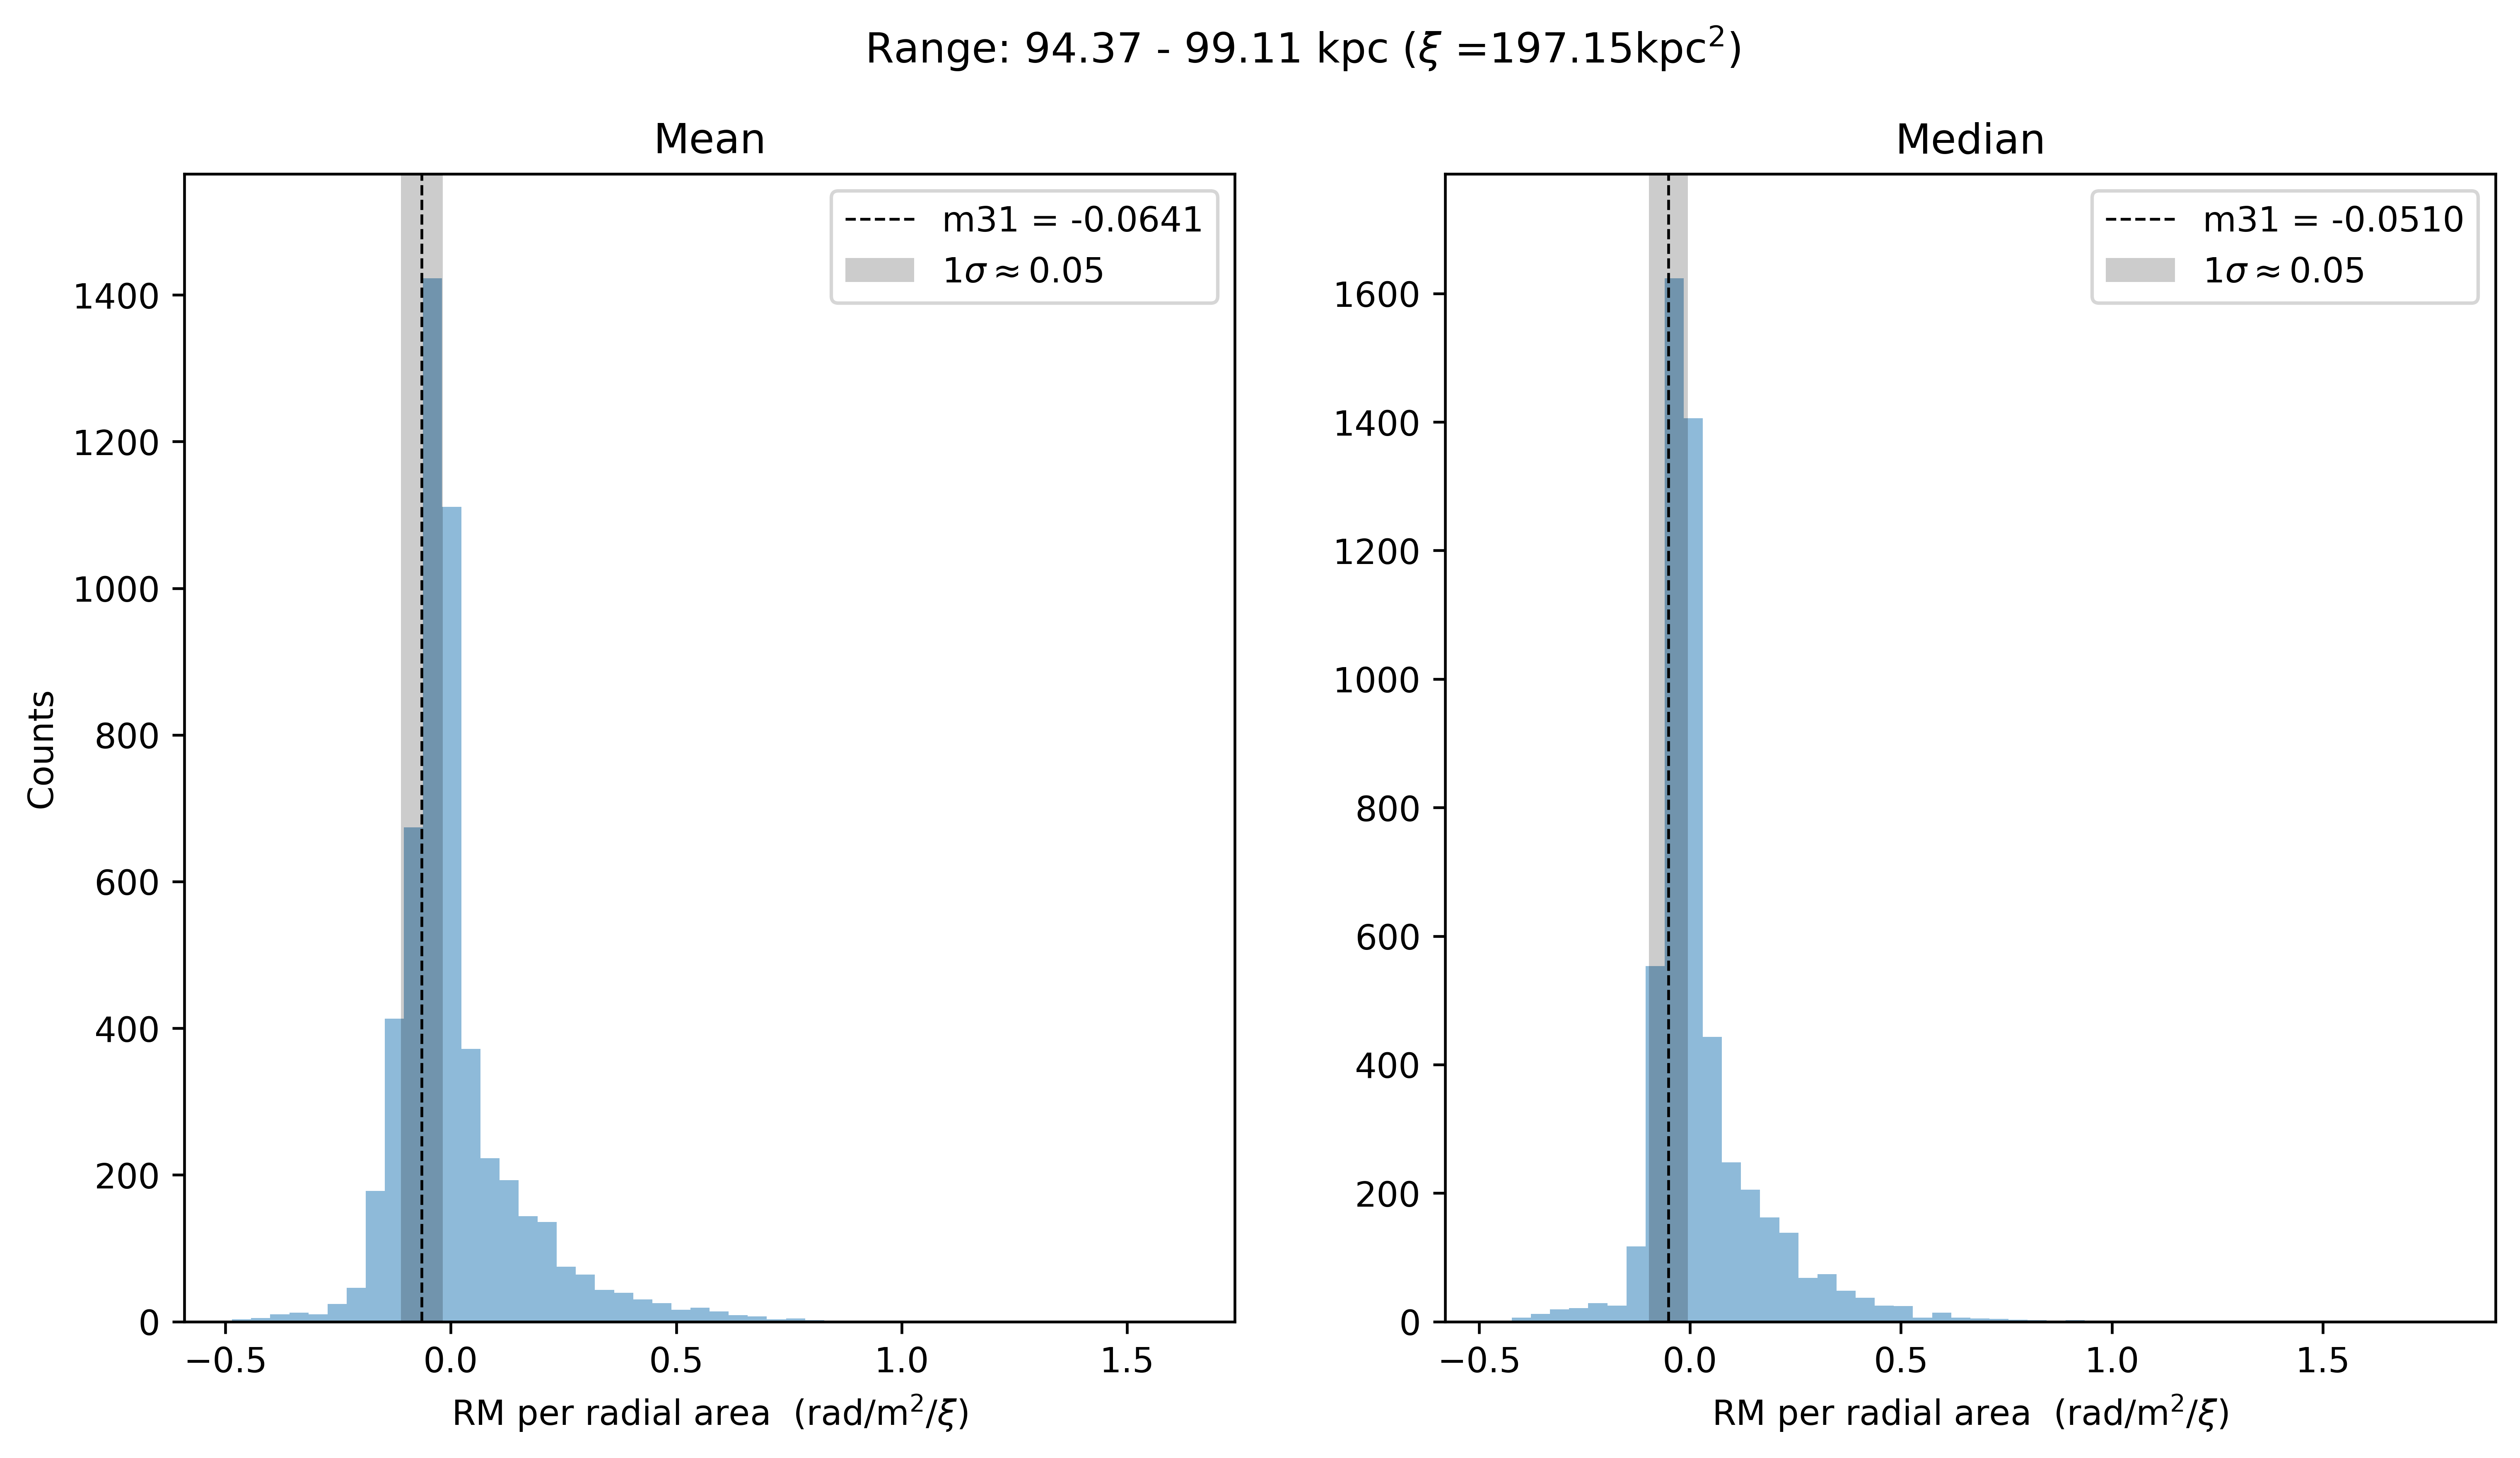 Range: 94.37 - 99.11 kpc (ξ =197.15kpc²)
Mean
m31 = -0.0641
1σ ≈ 0.05
1400
1200
1000
800
600
400
200
0
Counts
−0.5 0.0 0.5 1.0 1.5
RM per radial area (rad/m²/ξ)
Median
m31 = -0.0510
1σ ≈ 0.05
1600
1400
1200
1000
800
600
400
200
0
−0.5 0.0 0.5 1.0 1.5
RM per radial area (rad/m²/ξ)